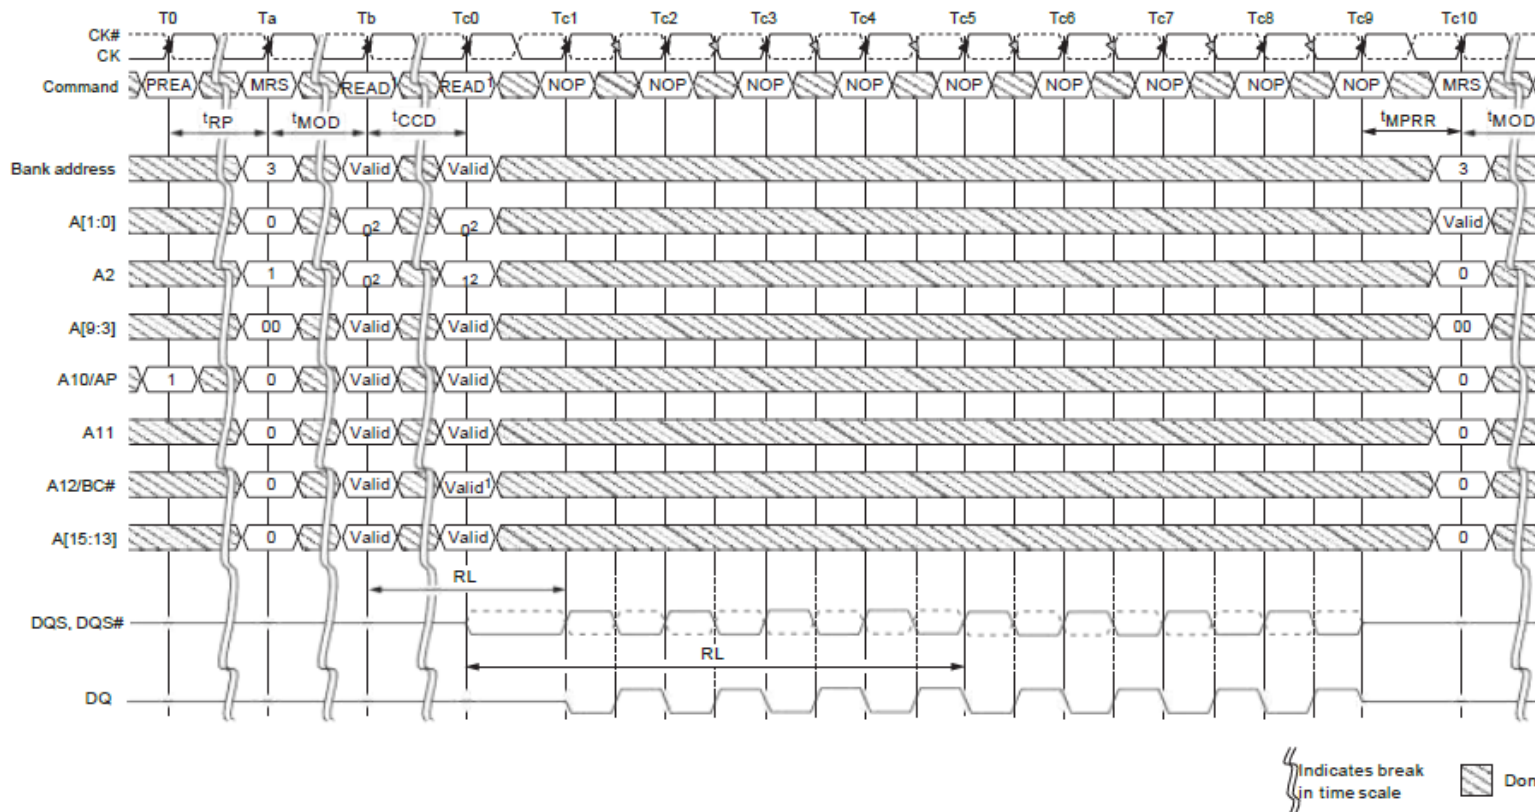 T0 Ta Tb Tc0 Tc1 Tc2 Tc3 Tc4 Tc5 Tc6 Tc7 Tc8 Tc9 Tc10
CK#
CK
Command PREA MRS READ READ1 NOP NOP NOP NOP NOP NOP NOP NOP NOP MRS
tRP tMOD tCCD tMPRR tMOD
Bank address 3 Valid Valid 3
A[1:0] 0 02 02 Valid
A2 1 02 12 0
A[9:3] 00 Valid Valid 00
A10/AP 1 0 Valid Valid 0
A11 0 Valid Valid 0
A12/BC# 0 Valid Valid1 0
A[15:13] 0 Valid Valid 0
RL
DQS, DQS#
RL
DQ
Indicates break
in time scale
Don